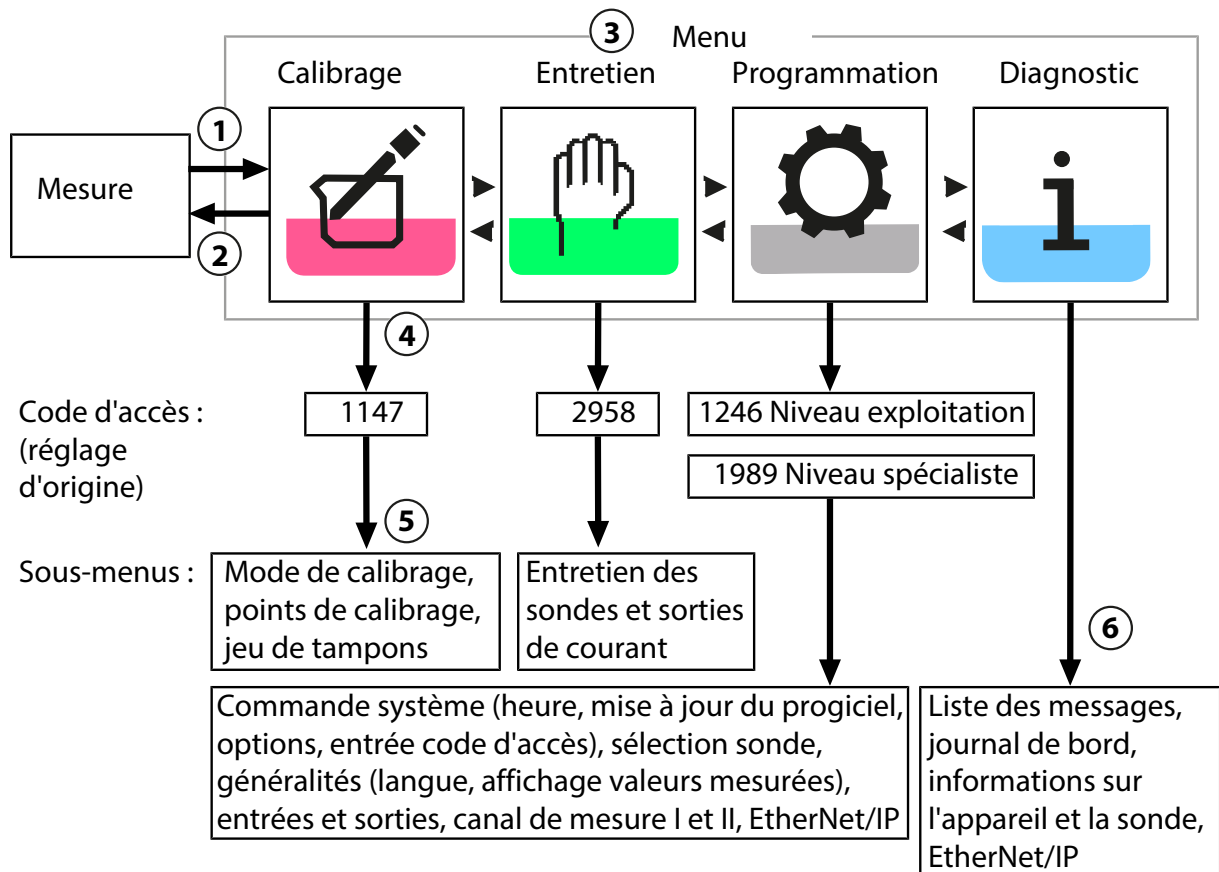 3 Menu
Calibrage Entretien Programmation Diagnostic
1
Mesure
2
4
Code d'accès :
(réglage
d'origine)
1147
2958
1246 Niveau exploitation
1989 Niveau spécialiste
5
Sous-menus :
Mode de calibrage,
points de calibrage,
jeu de tampons
Entretien des
sondes et sorties
de courant
6
Commande système (heure, mise à jour du progiciel,
options, entrée code d'accès), sélection sonde,
généralités (langue, affichage valeurs mesurées),
entrées et sorties, canal de mesure I et II, EtherNet/IP
Liste des messages,
journal de bord,
informations sur
l'appareil et la sonde,
EtherNet/IP